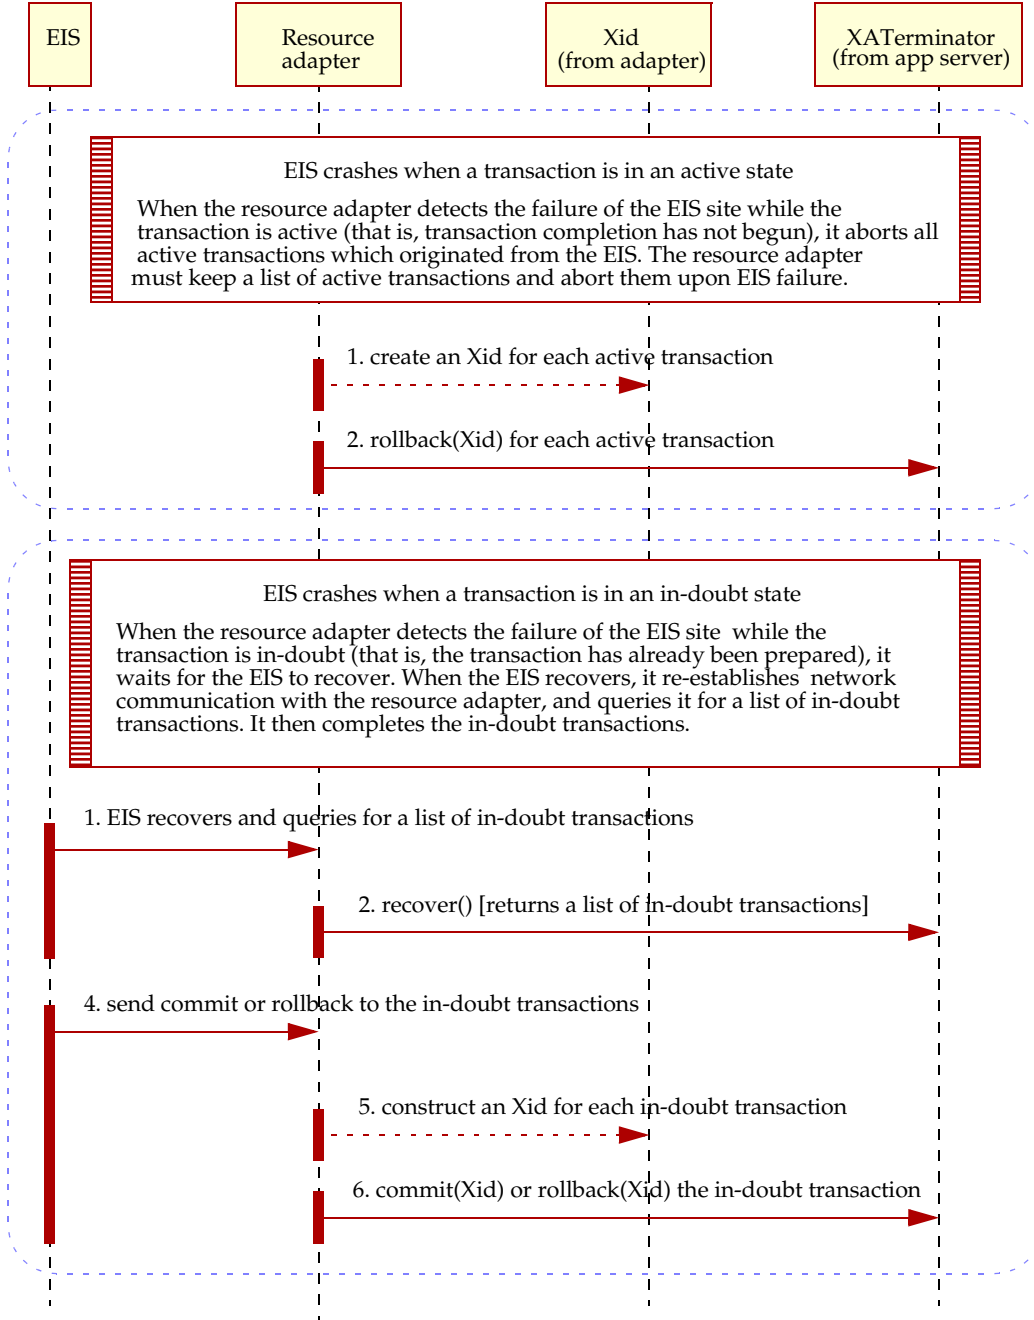 EIS
Resource
adapter
Xid
(from adapter)
XATerminator
(from app server)
EIS crashes when a transaction is in an active state
When the resource adapter detects the failure of the EIS site while the
transaction is active (that is, transaction completion has not begun), it aborts all
active transactions which originated from the EIS. The resource adapter
must keep a list of active transactions and abort them upon EIS failure.
1. create an Xid for each active transaction
2. rollback(Xid) for each active transaction
EIS crashes when a transaction is in an in-doubt state
When the resource adapter detects the failure of the EIS site while the
transaction is in-doubt (that is, the transaction has already been prepared), it
waits for the EIS to recover. When the EIS recovers, it re-establishes network
communication with the resource adapter, and queries it for a list of in-doubt
transactions. It then completes the in-doubt transactions.
1. EIS recovers and queries for a list of in-doubt transactions
2. recover() [returns a list of in-doubt transactions]
4. send commit or rollback to the in-doubt transactions
5. construct an Xid for each in-doubt transaction
6. commit(Xid) or rollback(Xid) the in-doubt transaction